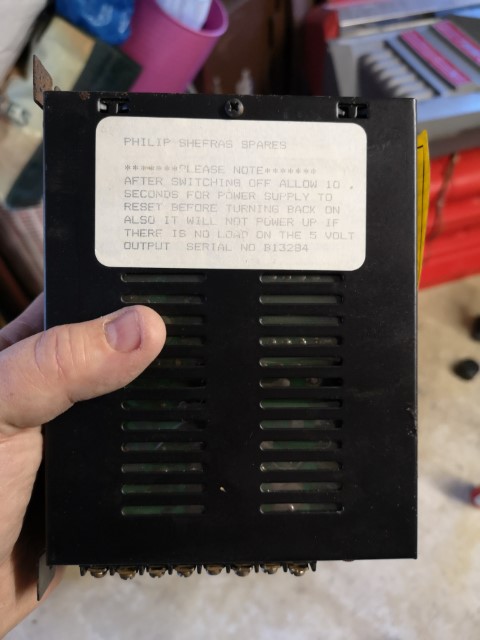 PHILIP SHEFRAS SPARES
*******PLEASE NOTE*******
AFTER SWITCHING OFF ALLOW 10
SECONDS FOR POWER SUPPLY TO
RESET BEFORE TURNING BACK ON
ALSO IT WILL NOT POWER UP IF
THERE IS NO LOAD ON THE 5 VOLT
OUTPUT SERIAL NO S13284